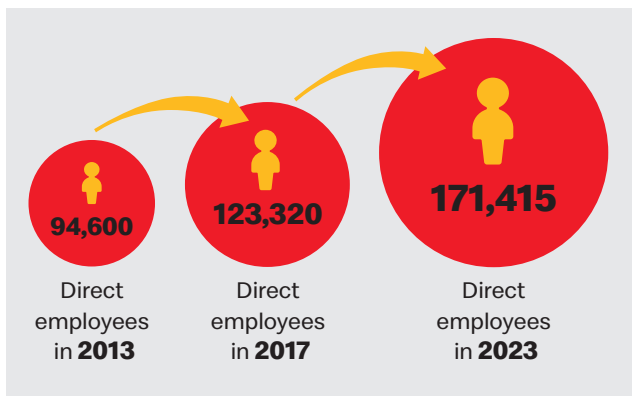 94,600
Direct
employees
in 2013
123,320
Direct
employees
in 2017
171,415
Direct
employees
in 2023